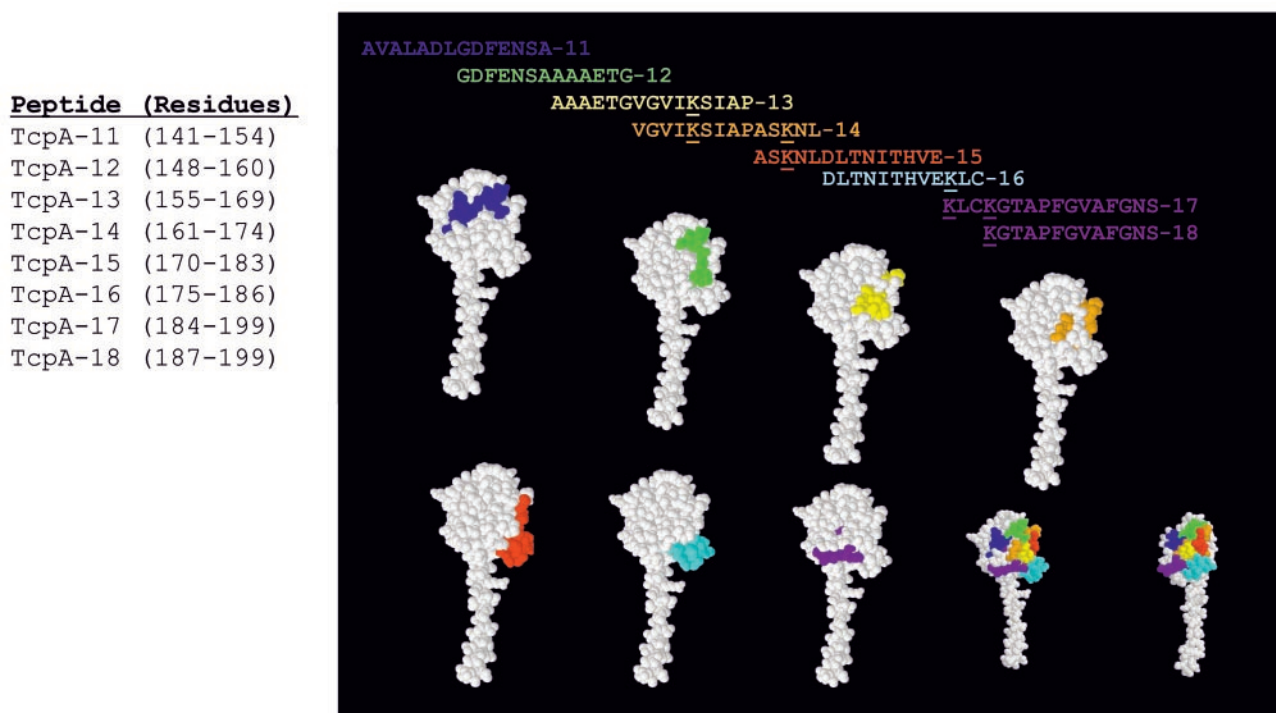 Peptide (Residues)
TcpA-11 (141-154)
TcpA-12 (148-160)
TcpA-13 (155-169)
TcpA-14 (161-174)
TcpA-15 (170-183)
TcpA-16 (175-186)
TcpA-17 (184-199)
TcpA-18 (187-199)
AVALADLGDFENSA-11
GDFENSAAAAETG-12
AAAETGVGVIKSIAP-13
VGVIKSIAPASKNL-14
ASKNLDLTNITHVE-15
DLTNITHVEKLC-16
KLCKGTAPFGVAFGNS-17
KGTAPFGVAFGNS-18